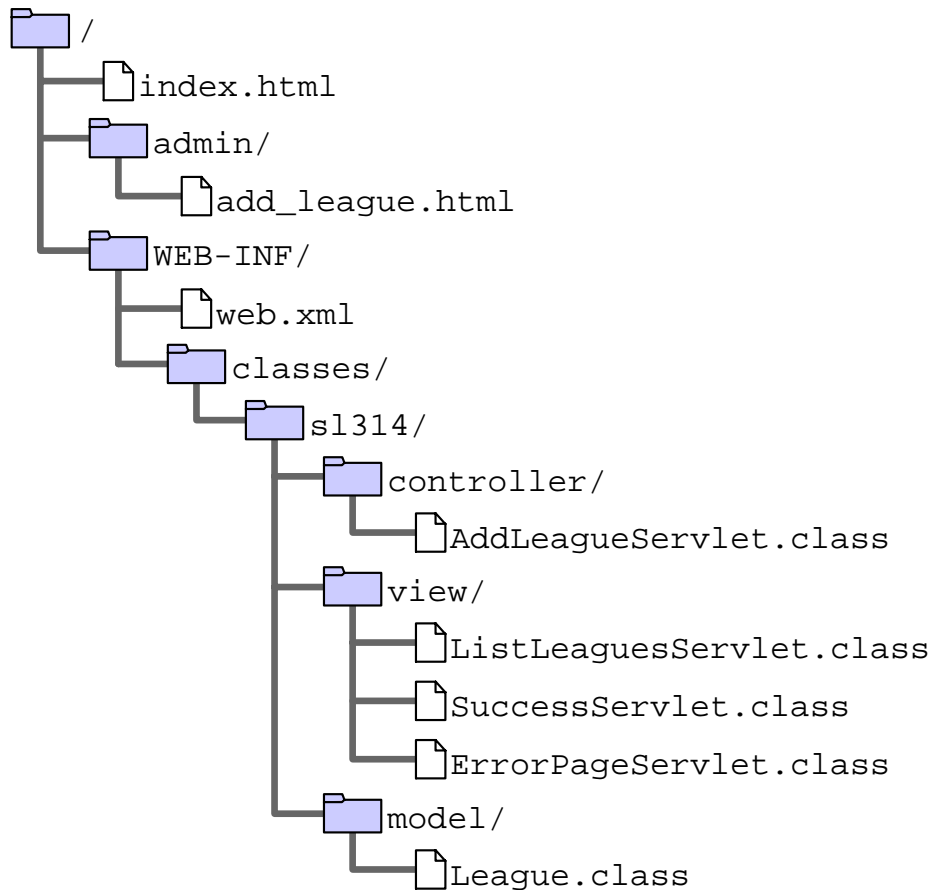 /
index.html
admin/
add_league.html
WEB-INF/
web.xml
classes/
sl314/
controller/
AddLeagueServlet.class
view/
ListLeaguesServlet.class
SuccessServlet.class
ErrorPageServlet.class
model/
League.class